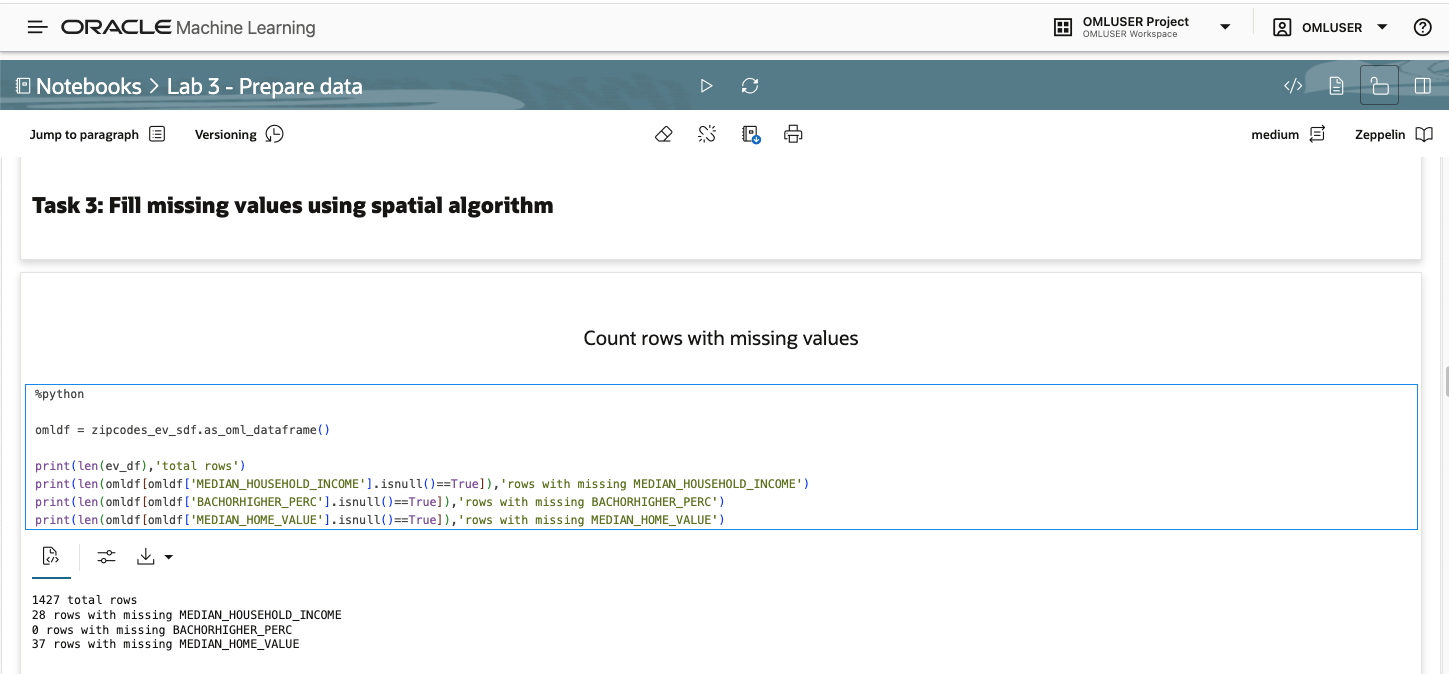 ORACLE Machine Learning
OMLUSER Project
OMLUSER Workspace
OMLUSER
Notebooks > Lab 3 - Prepare data
Jump to paragraph
Versioning
medium
Zeppelin
Task 3: Fill missing values using spatial algorithm
Count rows with missing values
%python
omldf = zipcodes_ev_sdf.as_oml_dataframe()
print(len(ev_df),'total rows')
print(len(omldf[omldf['MEDIAN_HOUSEHOLD_INCOME'].isnull()==True]),'rows with missing MEDIAN_HOUSEHOLD_INCOME')
print(len(omldf[omldf['BACHORHIGHER_PERC'].isnull()==True]),'rows with missing BACHORHIGHER_PERC')
print(len(omldf[omldf['MEDIAN_HOME_VALUE'].isnull()==True]),'rows with missing MEDIAN_HOME_VALUE')
1427 total rows
28 rows with missing MEDIAN_HOUSEHOLD_INCOME
0 rows with missing BACHORHIGHER_PERC
37 rows with missing MEDIAN_HOME_VALUE